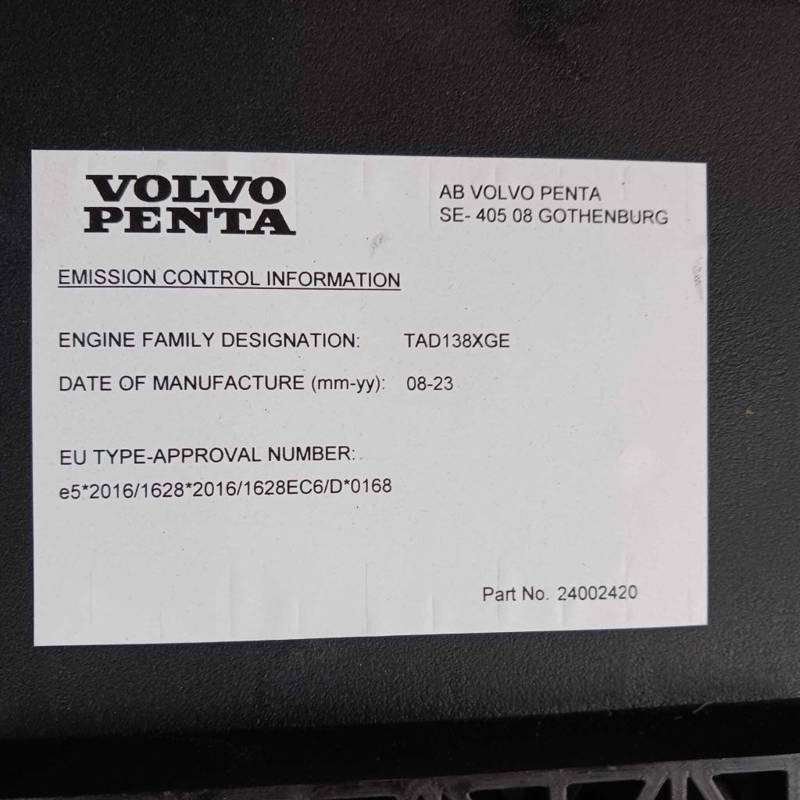 VOLVO
PENTA
AB VOLVO PENTA
SE- 405 08 GOTHENBURG
EMISSION CONTROL INFORMATION
ENGINE FAMILY DESIGNATION: TAD138XGE
DATE OF MANUFACTURE (mm-yy): 08-23
EU TYPE-APPROVAL NUMBER:
e5*2016/1628*2016/1628EC6/D*0168
Part No. 24002420